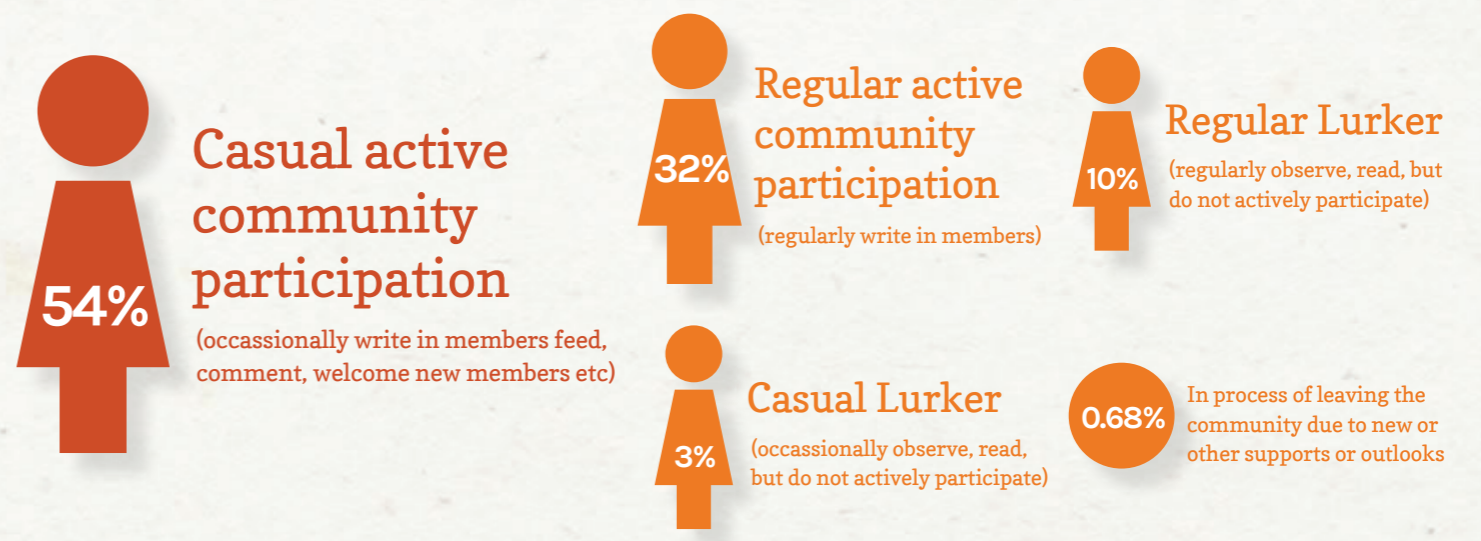 54%
Casual active
community
participation
(occassionally write in members feed,
comment, welcome new members etc)
32%
Regular active
community
participation
(regularly write in members)
10%
Regular Lurker
(regularly observe, read, but
do not actively participate)
3%
Casual Lurker
(occassionally observe, read,
but do not actively participate)
0.68%
In process of leaving the
community due to new or
other supports or outlooks